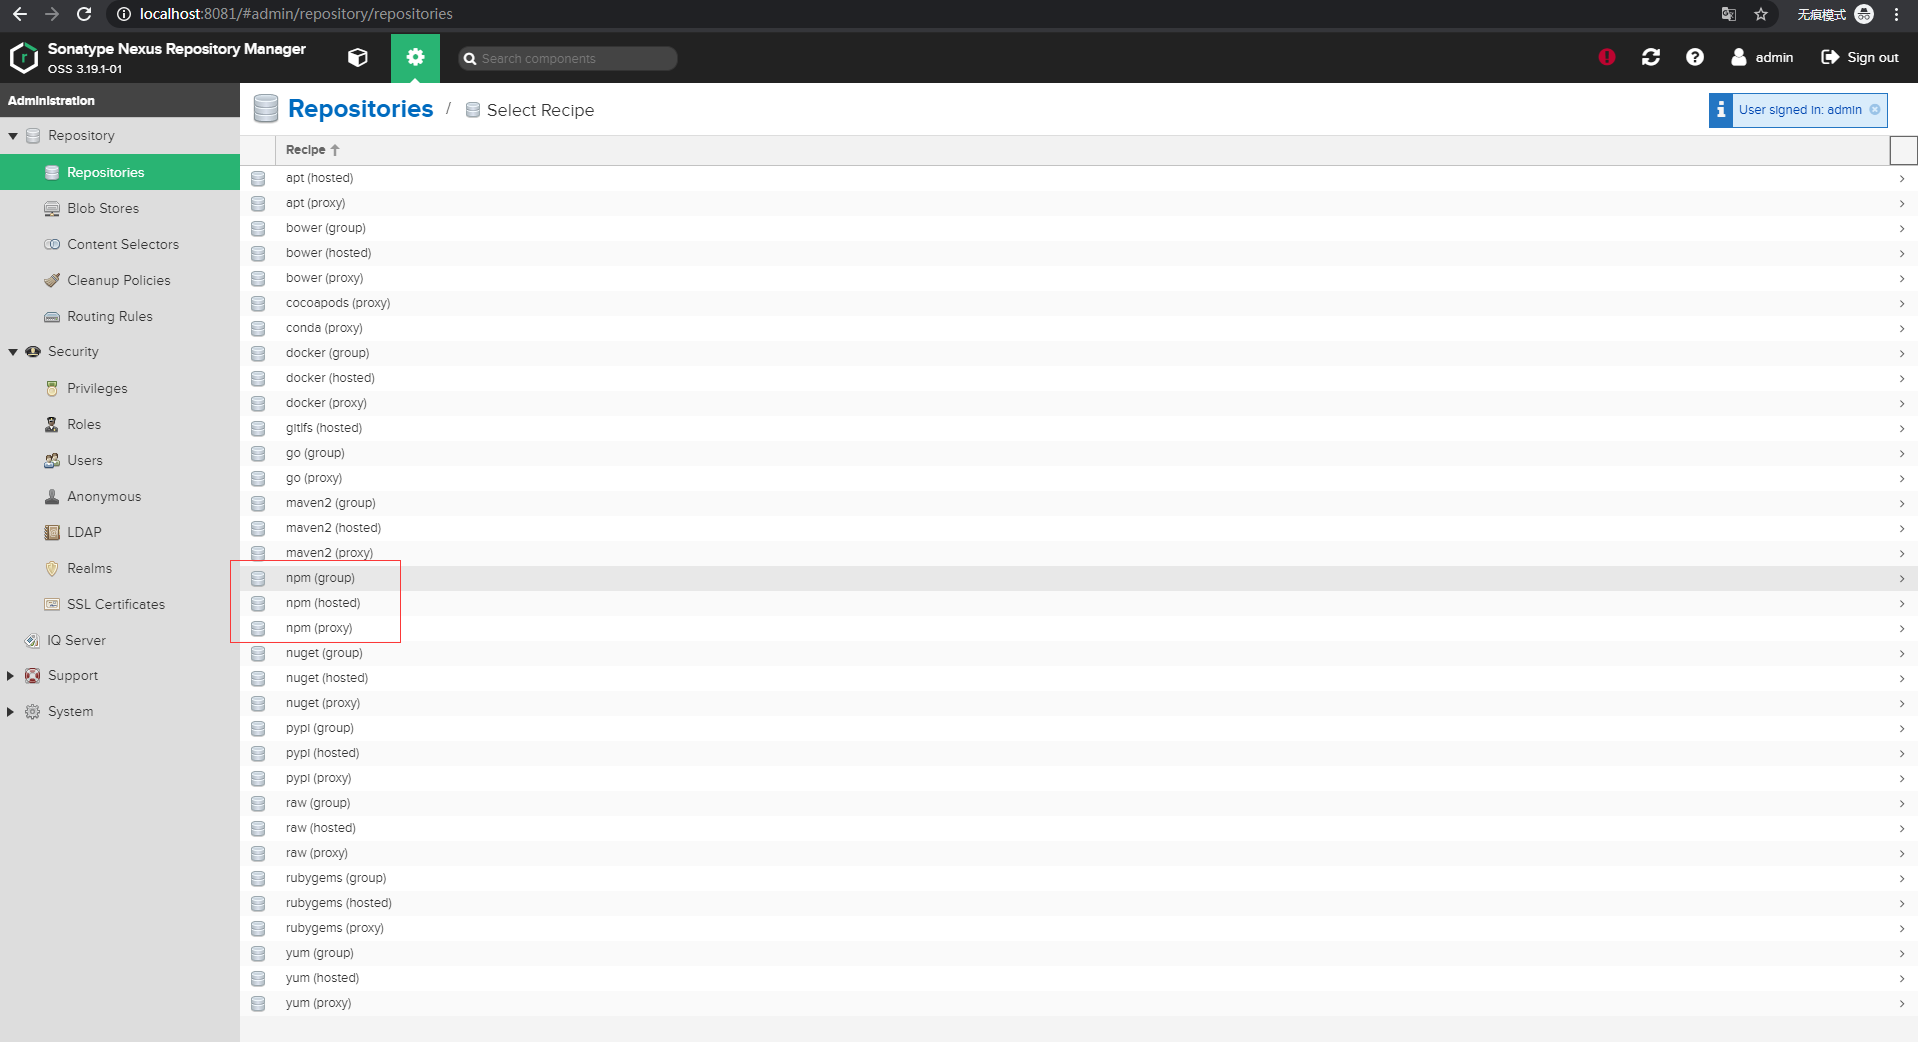 localhost:8081/#admin/repository/repositories
无痕模式
Sonatype Nexus Repository Manager
OSS 3.19.1-01
Search components
admin
Sign out
Administration
Repository
Repositories
Blob Stores
Content Selectors
Cleanup Policies
Routing Rules
Security
Privileges
Roles
Users
Anonymous
LDAP
Realms
SSL Certificates
IQ Server
Support
System
Repositories / Select Recipe
User signed in: admin
Recipe
apt (hosted)
apt (proxy)
bower (group)
bower (hosted)
bower (proxy)
cocoapods (proxy)
conda (proxy)
docker (group)
docker (hosted)
docker (proxy)
gitlfs (hosted)
go (group)
go (proxy)
maven2 (group)
maven2 (hosted)
maven2 (proxy)
npm (group)
npm (hosted)
npm (proxy)
nuget (group)
nuget (hosted)
nuget (proxy)
pypi (group)
pypi (hosted)
pypi (proxy)
raw (group)
raw (hosted)
raw (proxy)
rubygems (group)
rubygems (hosted)
rubygems (proxy)
yum (group)
yum (hosted)
yum (proxy)